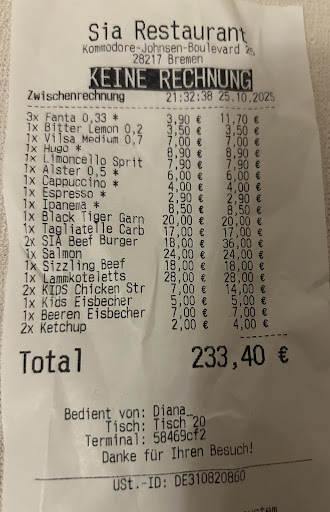 Sia Restaurant
Kommodore-Johnsen-Boulevard 25
28217 Bremen
KEINE RECHNUNG
Zwischenrechnung 21:32:38 25.10.2025
3x Fanta 0,33 * 3,90 € 11,70 €
1x Bitter Lemon 0,2 3,50 € 3,50 €
1x Vilsa Medium 0,7 7,00 € 7,00 €
1x Hugo * 8,90 € 8,90 €
1x Limoncello Sprit 7,90 € 7,90 €
1x Alster 0,5 * 6,00 € 6,00 €
1x Cappuccino * 4,00 € 4,00 €
1x Espresso * 2,90 € 2,90 €
1x Ipanema * 8,50 € 8,50 €
1x Black Tiger Garn 20,00 € 20,00 €
1x Tagliatelle Carb 17,00 € 17,00 €
2x SIA Beef Burger 18,00 € 36,00 €
1x Salmon 24,00 € 24,00 €
1x Sizzling Beef 18,00 € 18,00 €
1x Lammkoteletts 28,00 € 28,00 €
2x KIDS Chicken Str 7,00 € 14,00 €
1x Kids Eisbecher 5,00 € 5,00 €
1x Beeren Eisbecher 7,00 € 7,00 €
2x Ketchup 2,00 € 4,00 €
Total 233,40 €
Bedient von: Diana_
Tisch: Tisch 20
Terminal: 58469cf2
Danke für Ihren Besuch!
USt.-ID: DE310820860